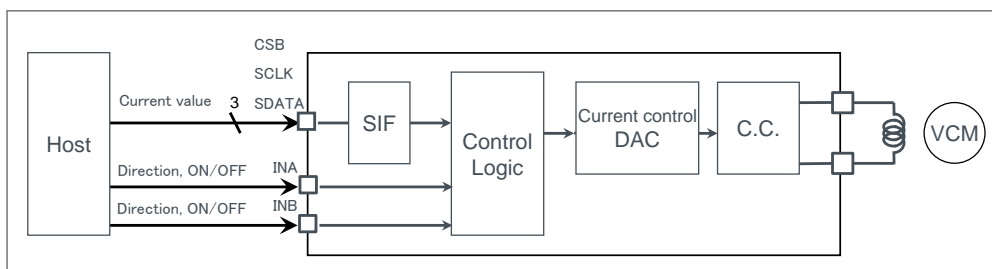 CSB
SCLK
SDATA
Current value
3
Host
SIF
Control
Logic
Current control
DAC
C.C.
VCM
Direction, ON/OFF
INA
Direction, ON/OFF
INB